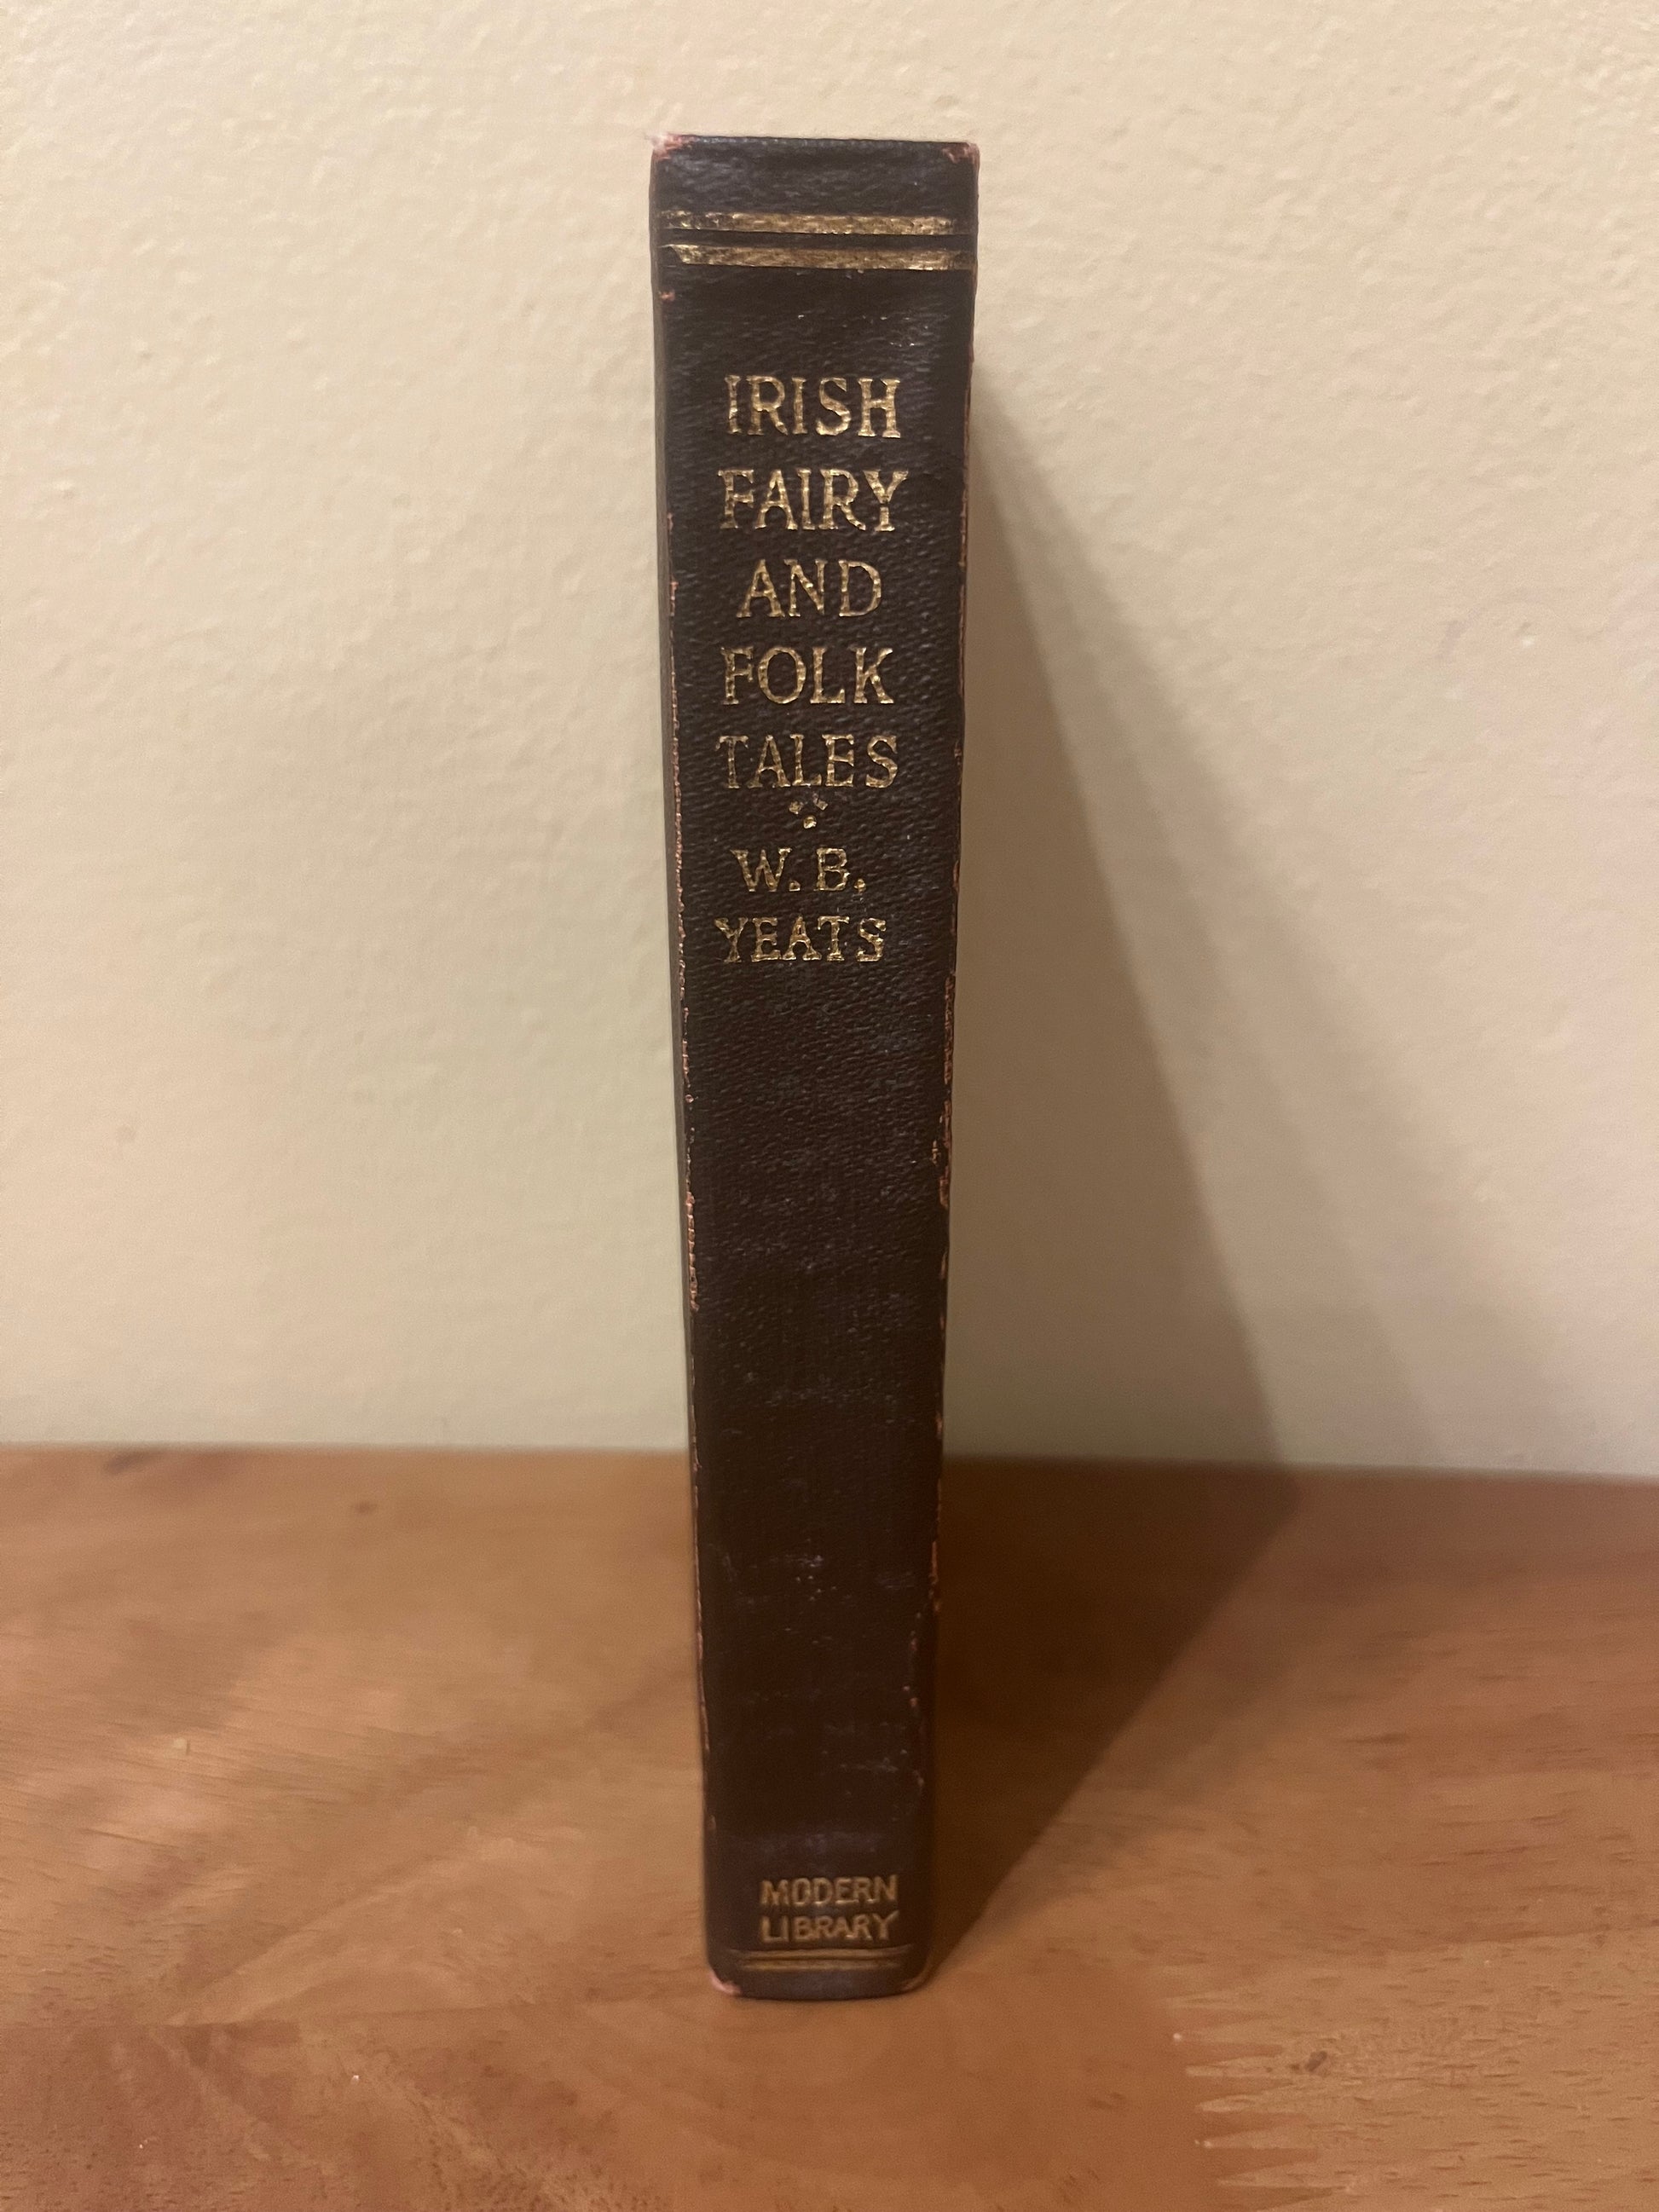 IRISH
FAIRY
AND
FOLK
TALES
W. B.
YEATS
MODERN
LIBRARY